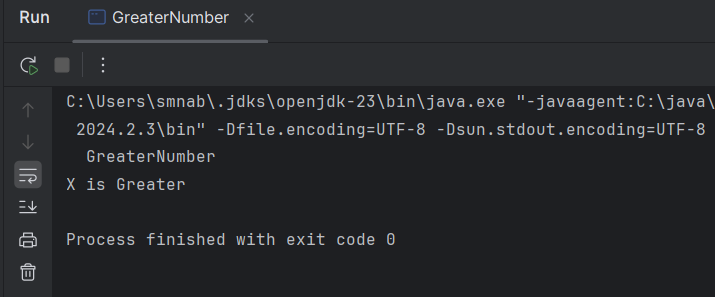 Run GreaterNumber
C:\Users\smnab\.jdks\openjdk-23\bin\java.exe "-javaagent:C:\java\
2024.2.3\bin" -Dfile.encoding=UTF-8 -Dsun.stdout.encoding=UTF-8
GreaterNumber
X is Greater
Process finished with exit code 0